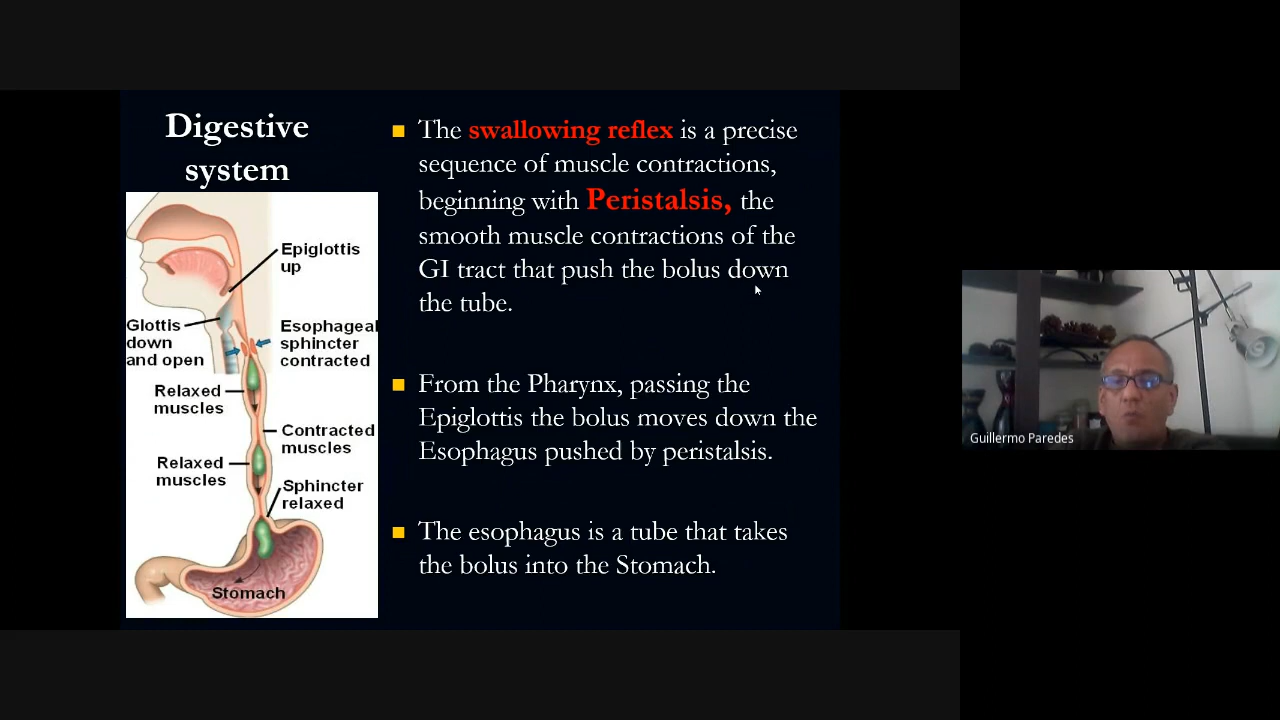 Digestive
system
The swallowing reflex is a precise
sequence of muscle contractions,
beginning with Peristalsis, the
smooth muscle contractions of the
GI tract that push the bolus down
the tube.
From the Pharynx, passing the
Epiglottis the bolus moves down the
Esophagus pushed by peristalsis.
The esophagus is a tube that takes
the bolus into the Stomach.
Epiglottis
up
Glottis
down
and open
Esophageal
sphincter
contracted
Relaxed
muscles
Contracted
muscles
Relaxed
muscles
Sphincter
relaxed
Stomach
Guillermo Paredes